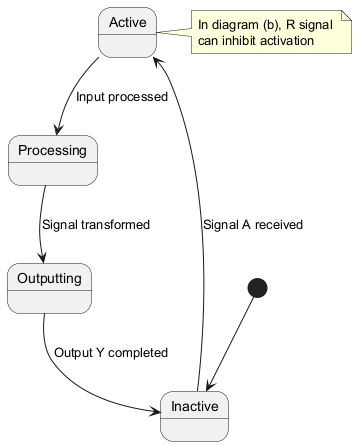 Active
In diagram (b), R signal
can inhibit activation
Input processed
Processing
Signal transformed
Signal A received
Outputting
Output Y completed
Inactive